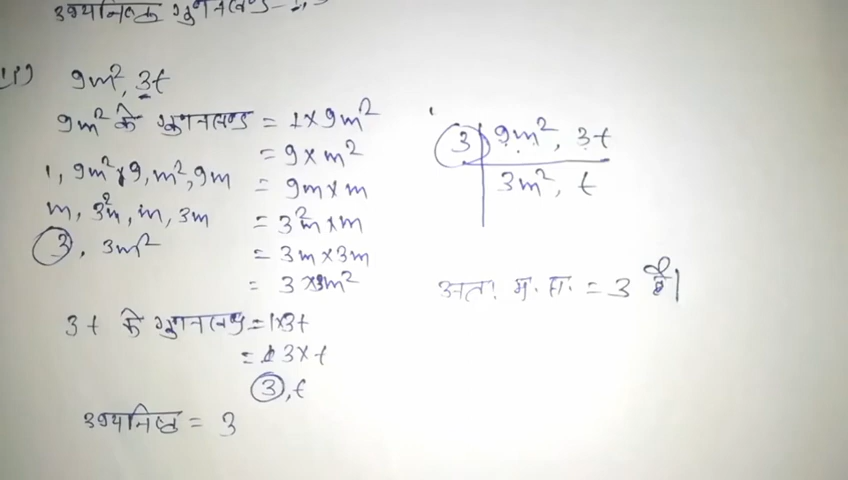 उभयनिष्ठ गुणनखण्ड = 1, 3
9m², 3t
9m² के गुणनखण्ड = 1 × 9m²
= 9 × m²
1, 9m², 9, m², 9m = 9m × m
m, 3²m, m, 3m = 3²m × m
3, 3m² = 3m × 3m
= 3 × 3m²
3t के गुणनखण्ड = 1×3t
= 3 × t
3, t
उभयनिष्ठ = 3
3 | 9m², 3t
3m², t
अतः म. स. = 3 है।